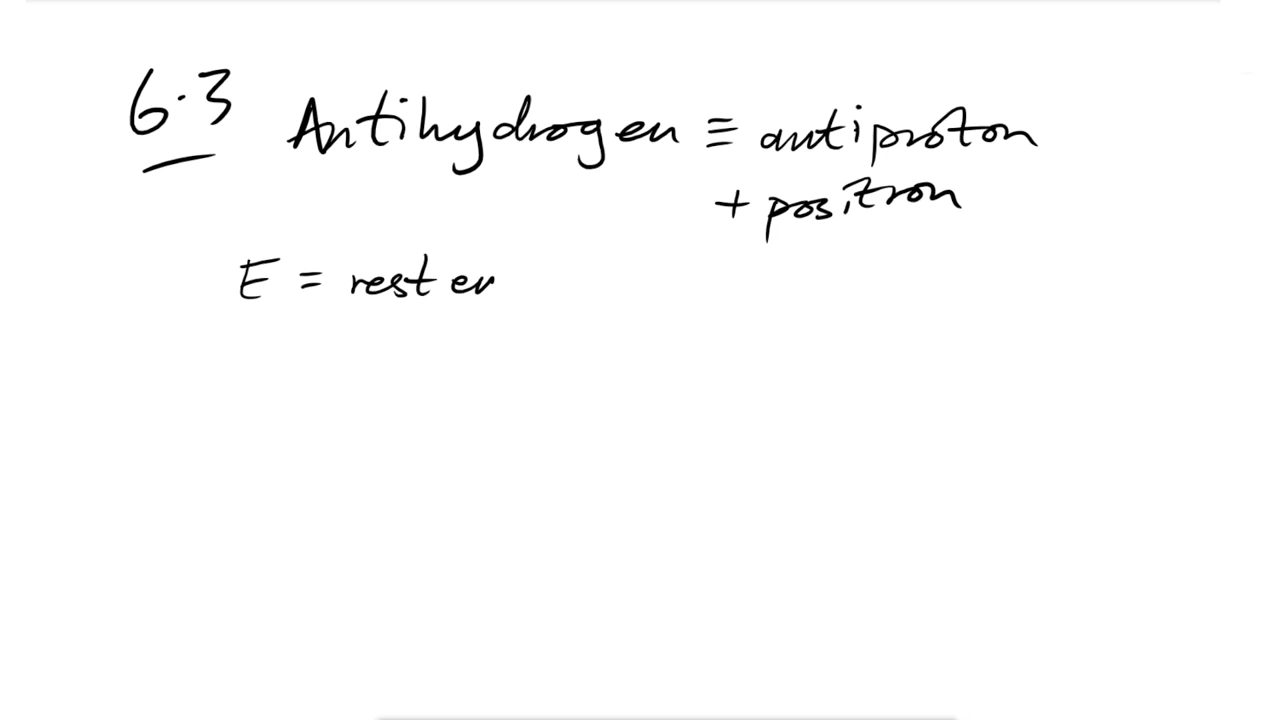 6.3 Antihydrogen ≡ antiproton
+ positron
E = rest en